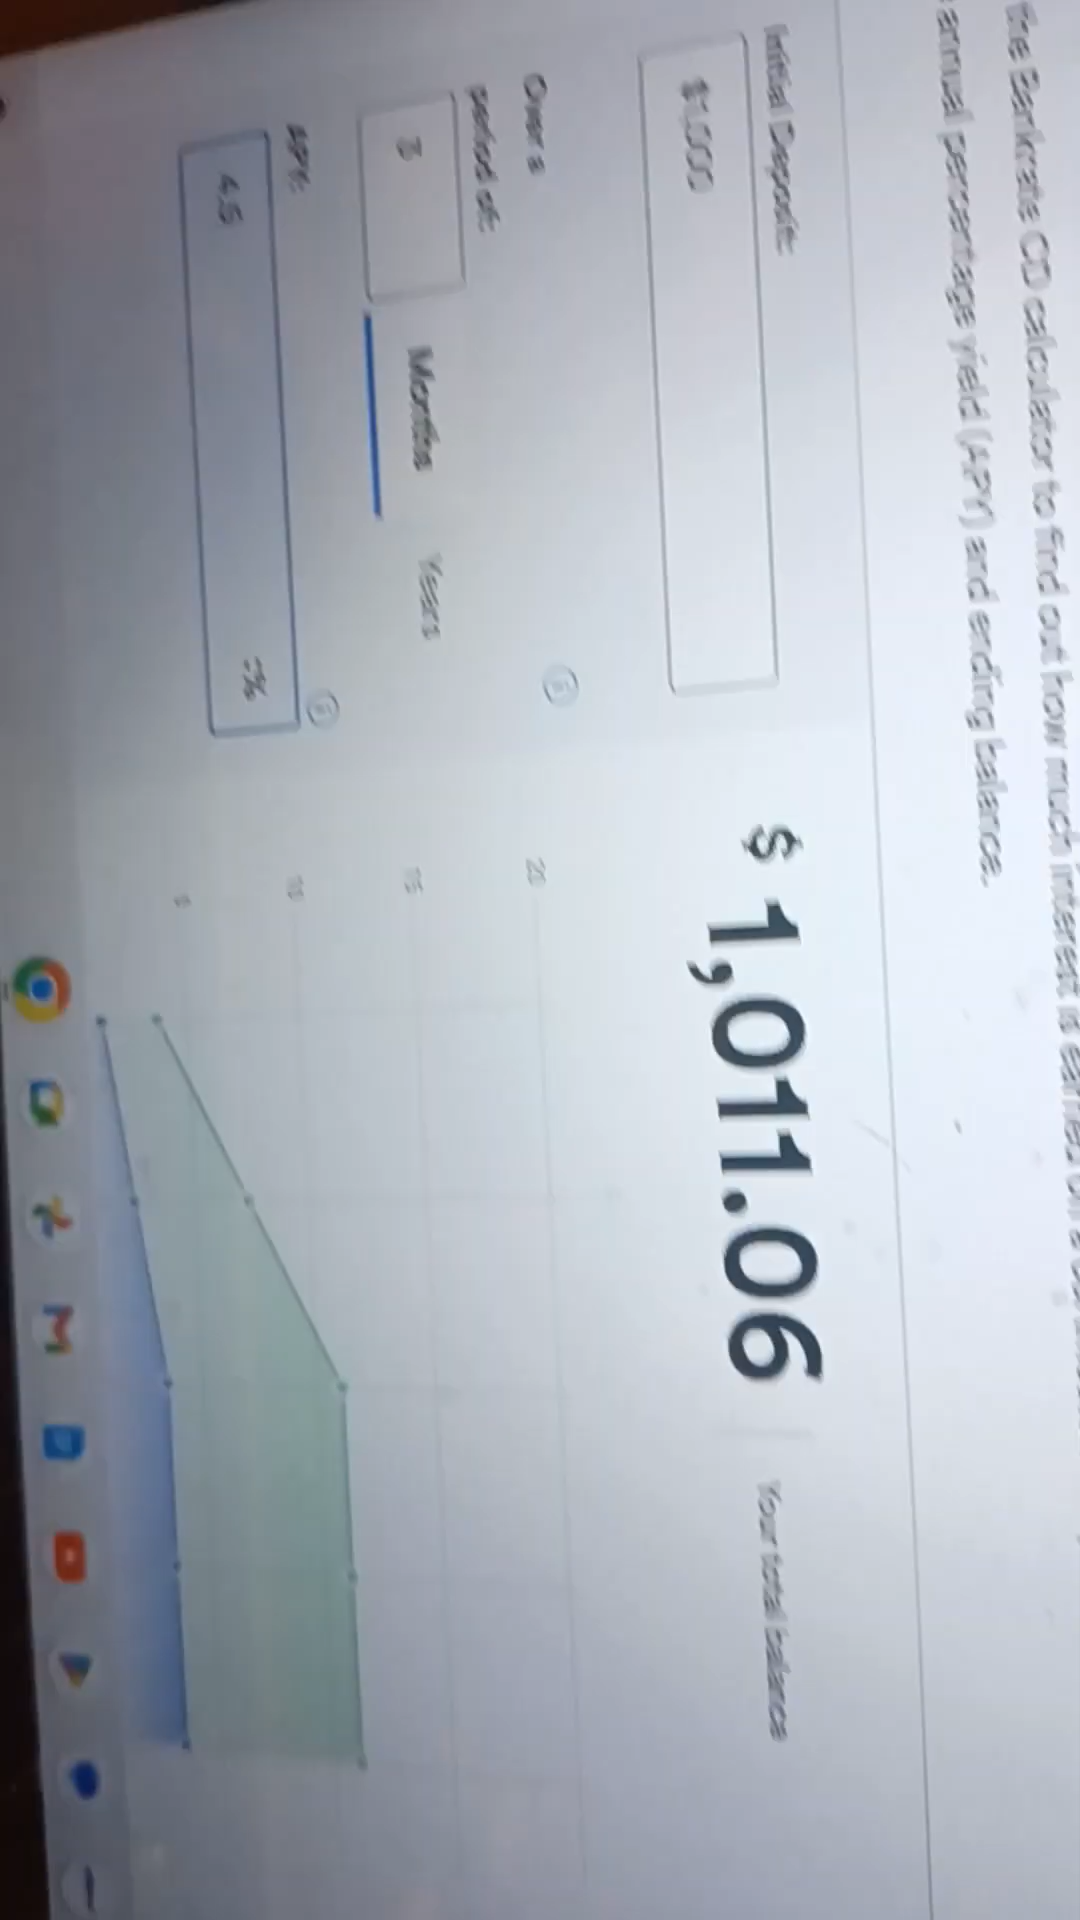 the Bankrate CD calculator to find out how much interest is earned on a
annual percentage yield (APY) and ending balance.
Initial Deposit:
$1,000
Over a
period of:
3
Months
Years
APY:
4.5
%
$ 1,011.06
Your total balance
20
15
10
5